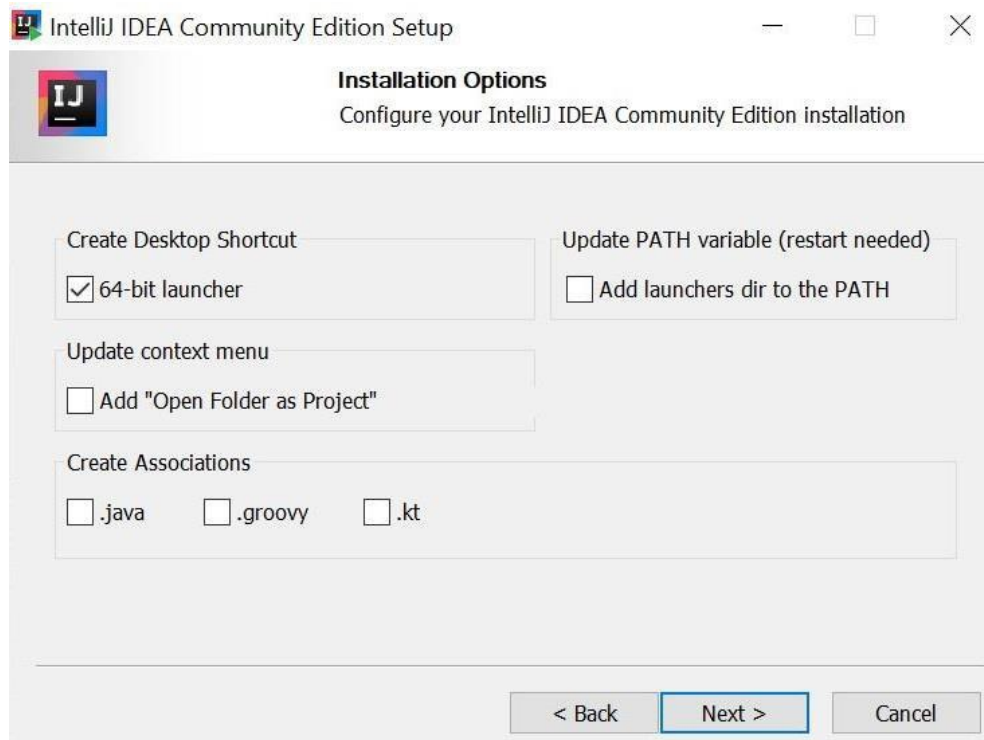 IntelliJ IDEA Community Edition Setup
IJ
Installation Options
Configure your IntelliJ IDEA Community Edition installation
Create Desktop Shortcut
64-bit launcher
Update PATH variable (restart needed)
Add launchers dir to the PATH
Update context menu
Add "Open Folder as Project"
Create Associations
.java .groovy .kt
< Back Next > Cancel